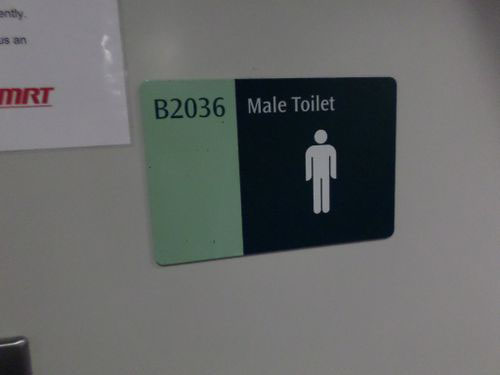 ently.
us an
MRT
B2036
Male Toilet